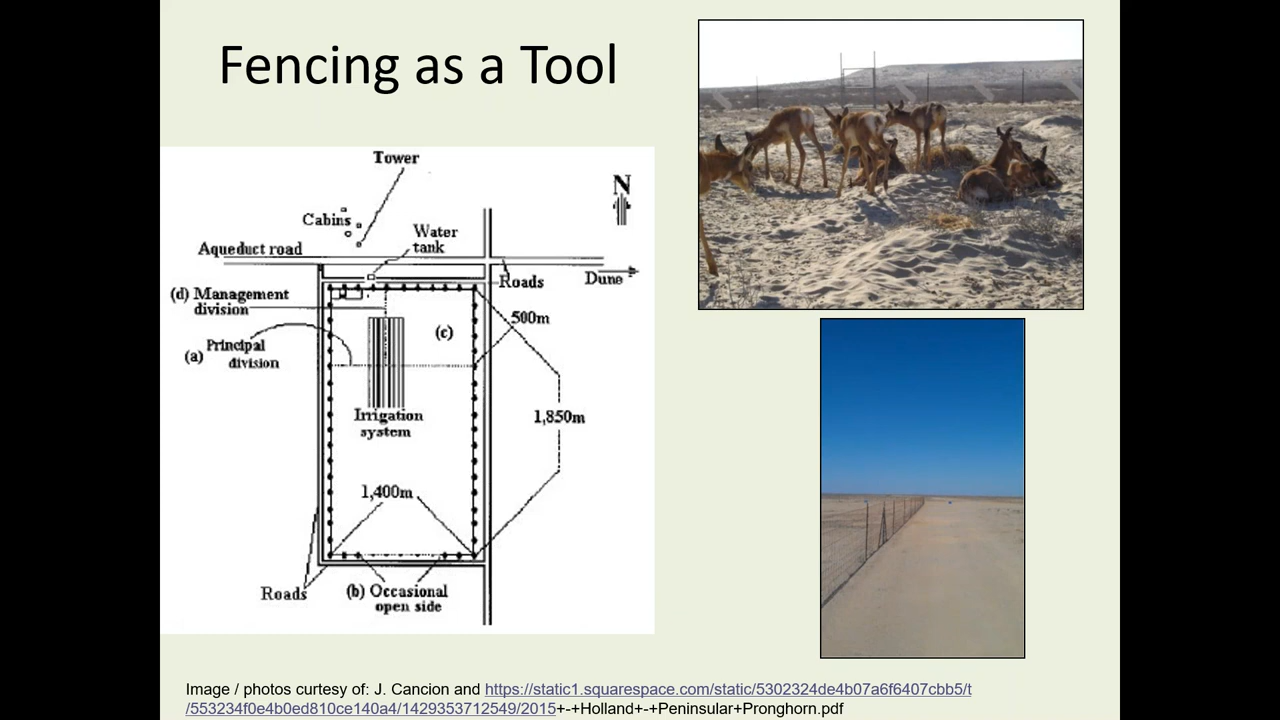 Fencing as a Tool
Tower
N
Cabins
Water
tank
Aqueduct road
Roads
Dune
(d) Management
division
500m
(c)
(a) Principal
division
Irrigation
system
1,850m
1,400m
Roads
(b) Occasional
open side
Image / photos curtesy of: J. Cancion and https://static1.squarespace.com/static/5302324de4b07a6f6407cbb5/t
/553234f0e4b0ed810ce140a4/1429353712549/2015+-+Holland+-+Peninsular+Pronghorn.pdf